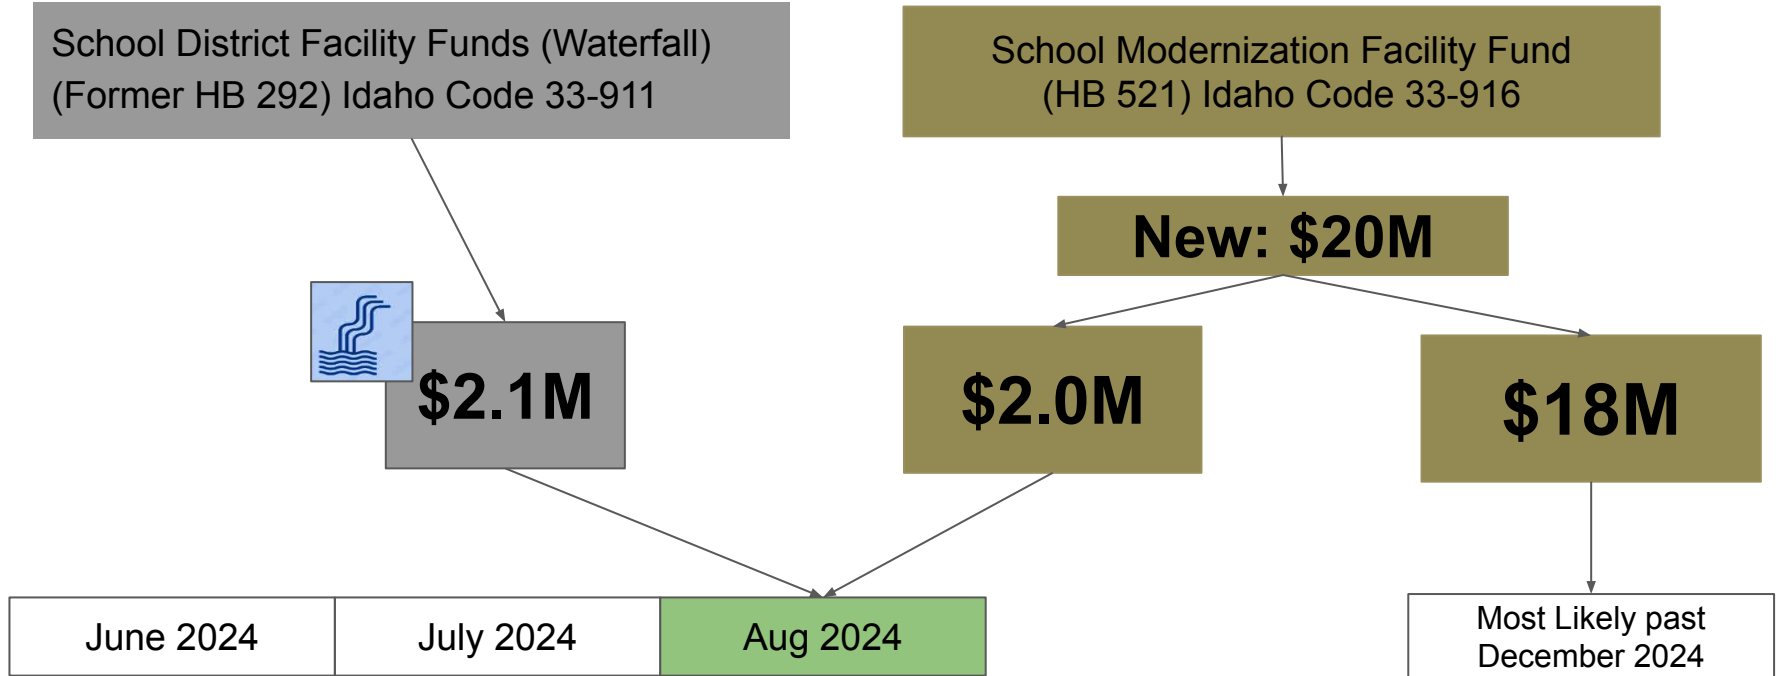 School District Facility Funds (Waterfall)
(Former HB 292) Idaho Code 33-911
School Modernization Facility Fund
(HB 521) Idaho Code 33-916
New: $20M
$2.1M
$2.0M
$18M
June 2024
July 2024
Aug 2024
Most Likely past
December 2024